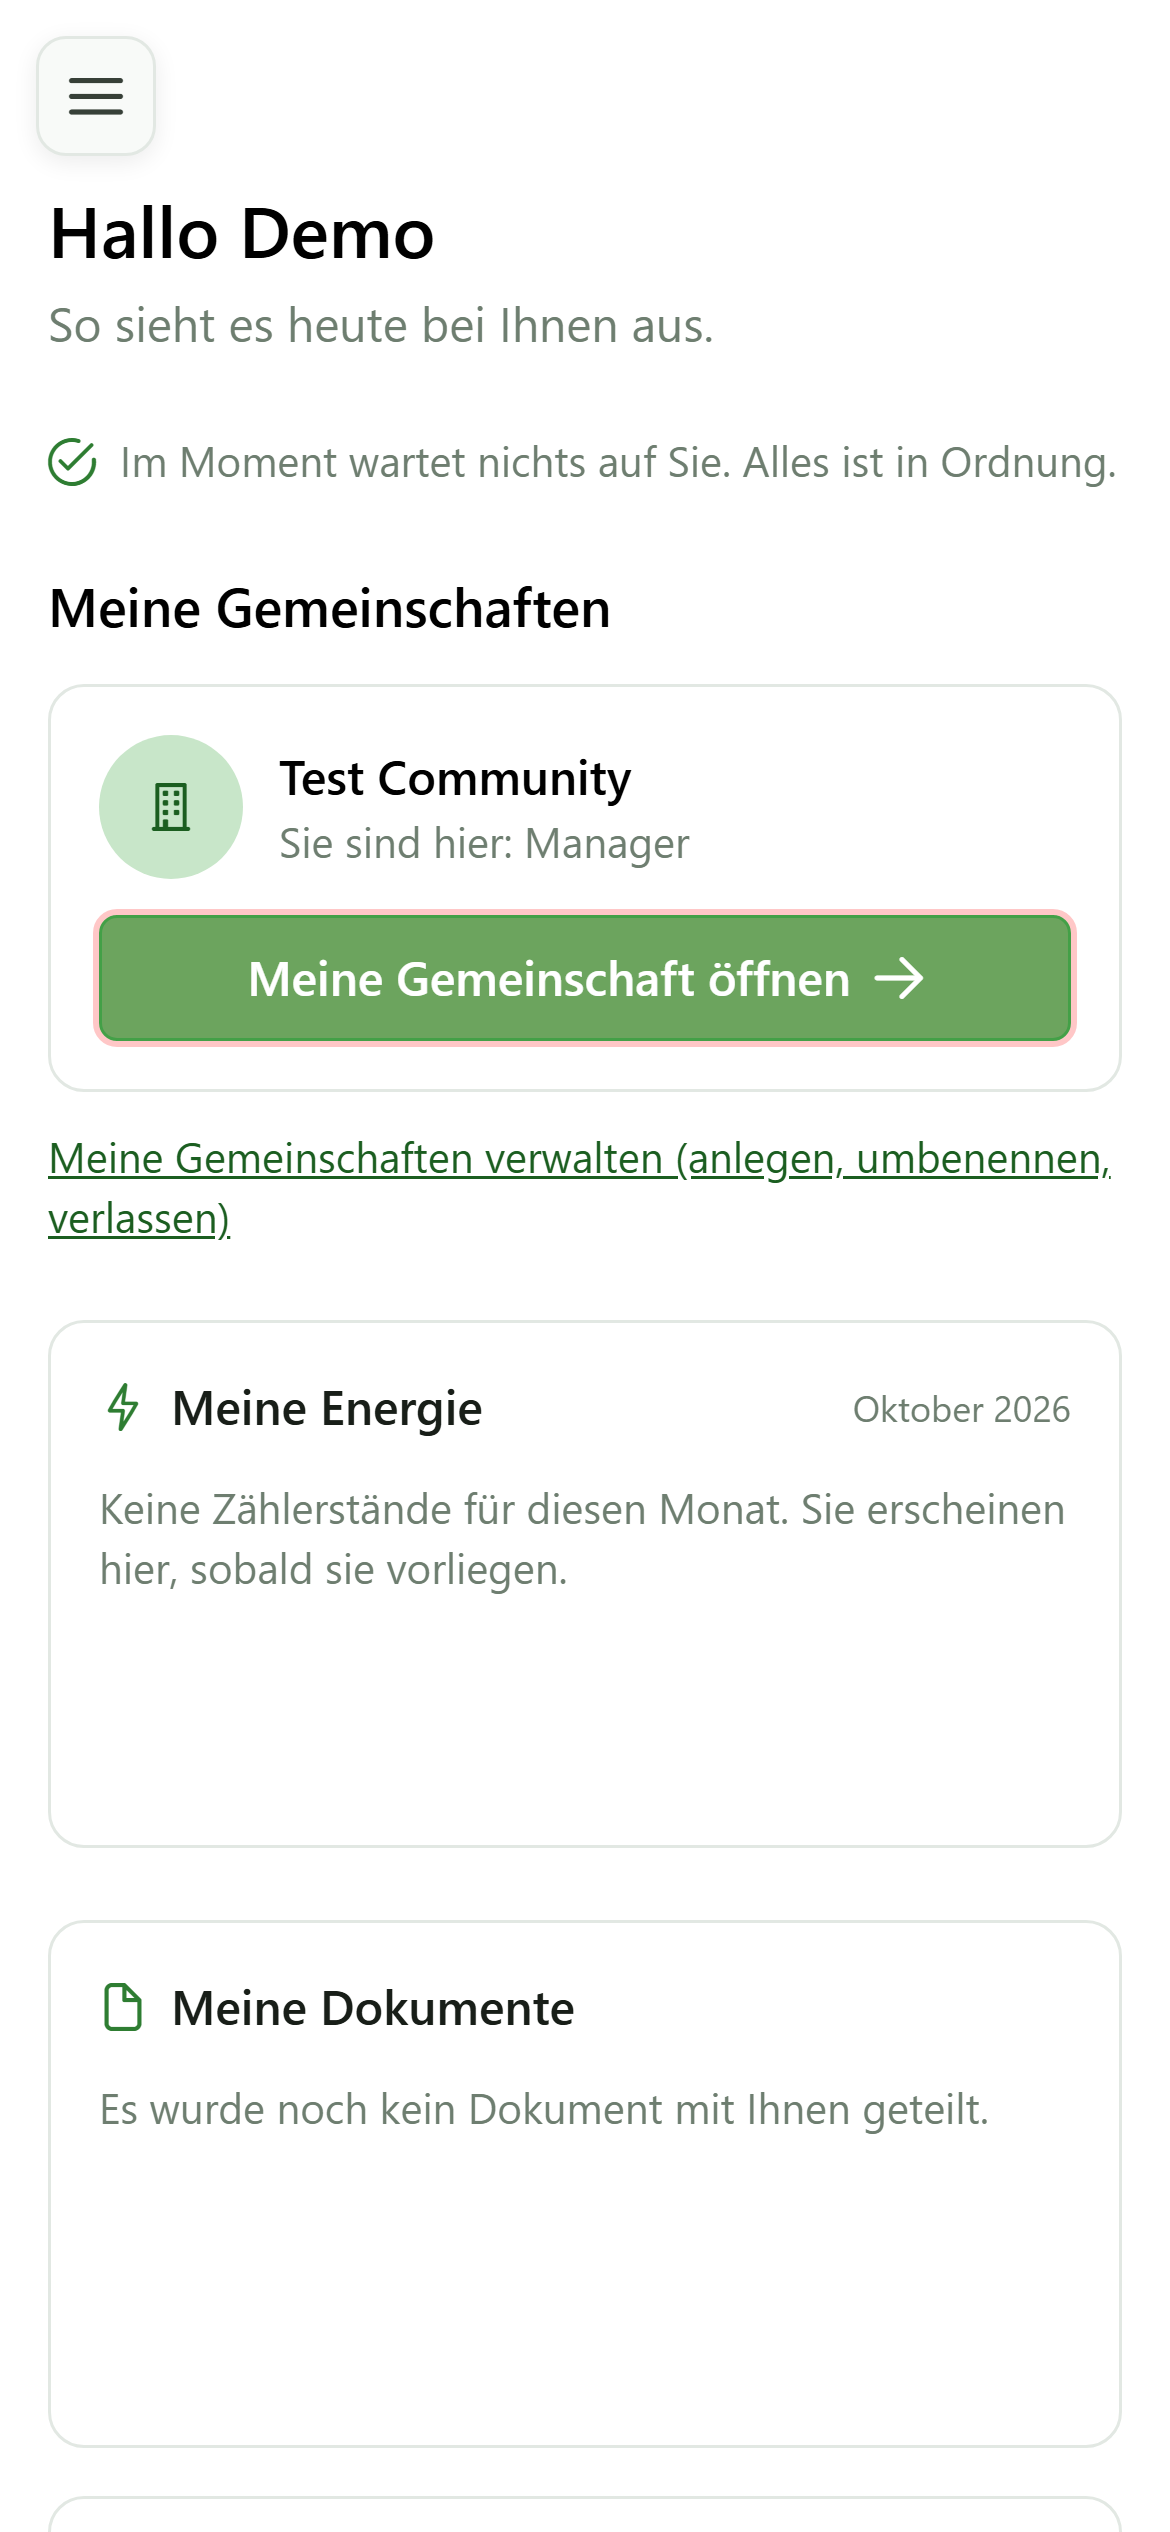 Hallo Demo
So sieht es heute bei Ihnen aus.
Im Moment wartet nichts auf Sie. Alles ist in Ordnung.
Meine Gemeinschaften
Test Community
Sie sind hier: Manager
Meine Gemeinschaft öffnen
Meine Gemeinschaften verwalten (anlegen, umbenennen,
verlassen)
Meine Energie
Oktober 2026
Keine Zählerstände für diesen Monat. Sie erscheinen
hier, sobald sie vorliegen.
Meine Dokumente
Es wurde noch kein Dokument mit Ihnen geteilt.